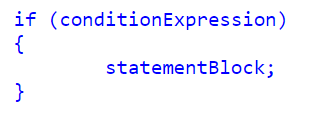 if (conditionExpression)
{
        statementBlock;
}